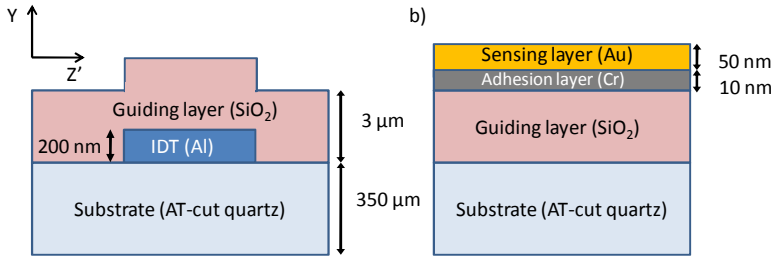 Y
Z'
Guiding layer (SiO₂)
200 nm
IDT (Al)
3 µm
Substrate (AT-cut quartz)
350 µm
b)
Sensing layer (Au)
50 nm
Adhesion layer (Cr)
10 nm
Guiding layer (SiO₂)
Substrate (AT-cut quartz)